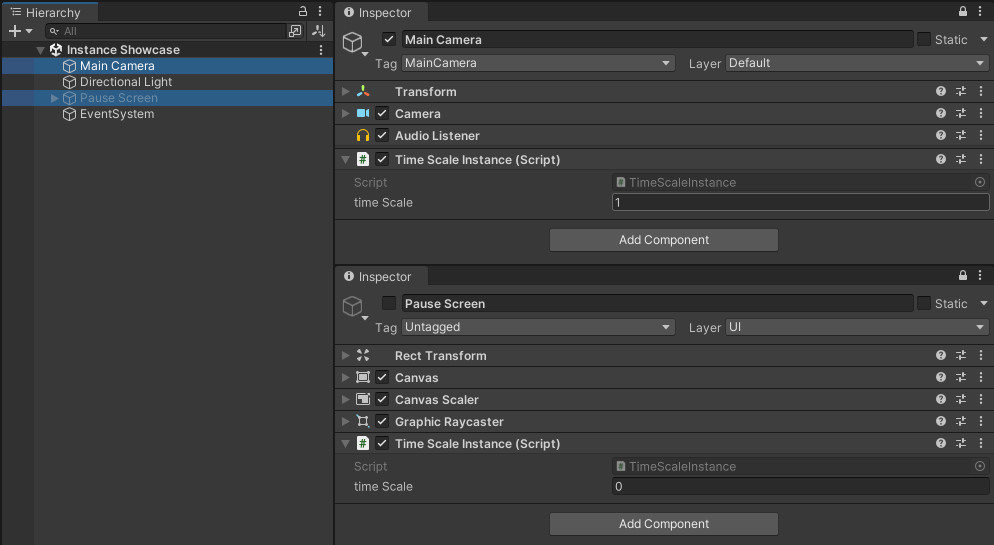 Hierarchy
All
Instance Showcase
Main Camera
Directional Light
Pause Screen
EventSystem
Inspector
Main Camera
Static
Tag MainCamera Layer Default
Transform
Camera
Audio Listener
# Time Scale Instance (Script)
Script # TimeScaleInstance
time Scale 1
Add Component
Inspector
Pause Screen
Static
Tag Untagged Layer UI
Rect Transform
Canvas
Canvas Scaler
Graphic Raycaster
# Time Scale Instance (Script)
Script # TimeScaleInstance
time Scale 0
Add Component